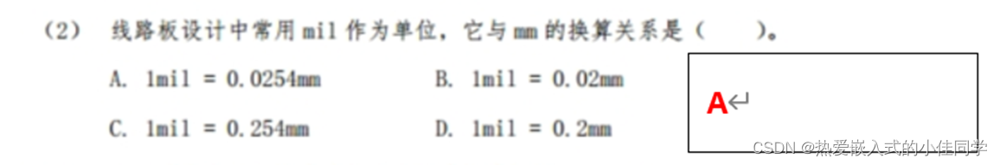 （2） 线路板设计中常用 mil 作为单位，它与 mm 的换算关系是（  ）。
A. 1mil = 0.0254mm B. 1mil = 0.02mm
C. 1mil = 0.254mm D. 1mil = 0.2mm
A↵
CSDN @热爱嵌入式的小佳同学